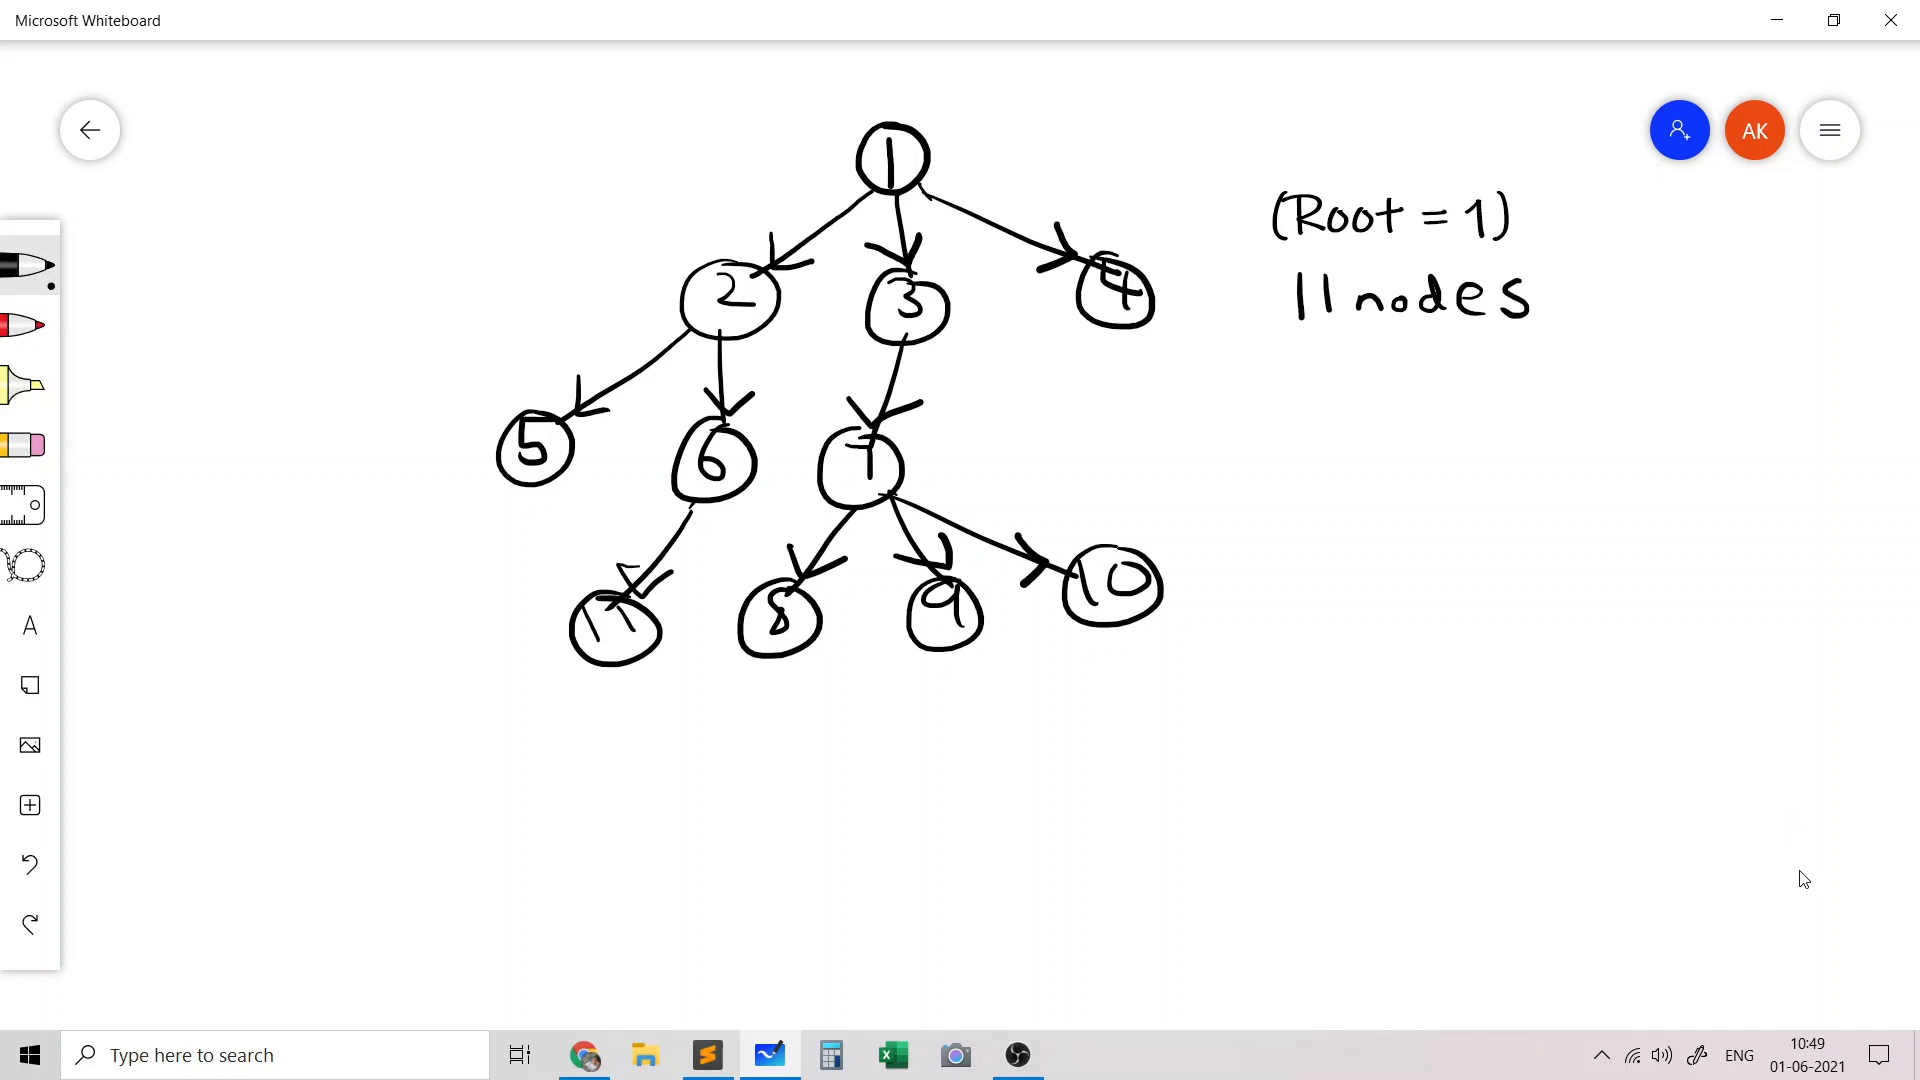 Microsoft Whiteboard
AK
1
(Root = 1)
11 nodes
2
3
4
5
6
7
11
8
9
10
A
Type here to search
ENG
10:49
01-06-2021